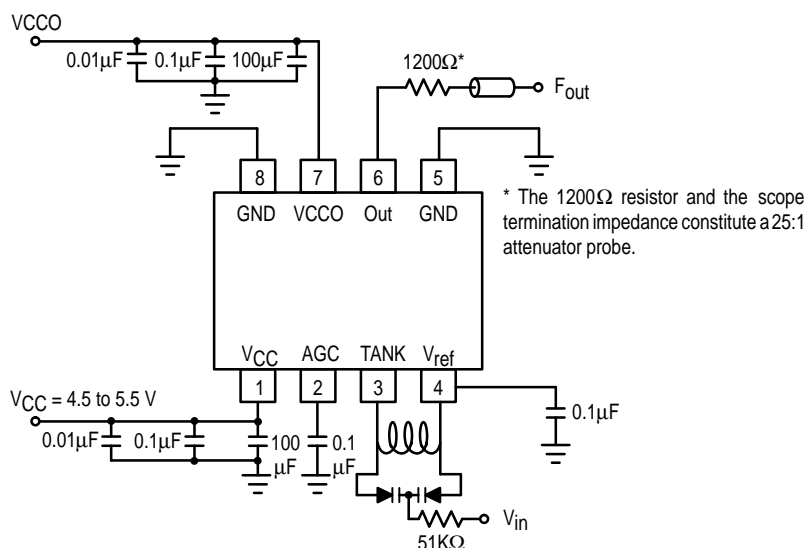 VCCO
0.01μF
0.1μF
100μF
1200Ω*
Fout
8
7
6
5
GND
VCCO
Out
GND
* The 1200Ω resistor and the scope
termination impedance constitute a 25:1
attenuator probe.
VCC
AGC
TANK
Vref
1
2
3
4
VCC = 4.5 to 5.5 V
0.01μF
0.1μF
100
μF
0.1
μF
0.1μF
Vin
51KΩ